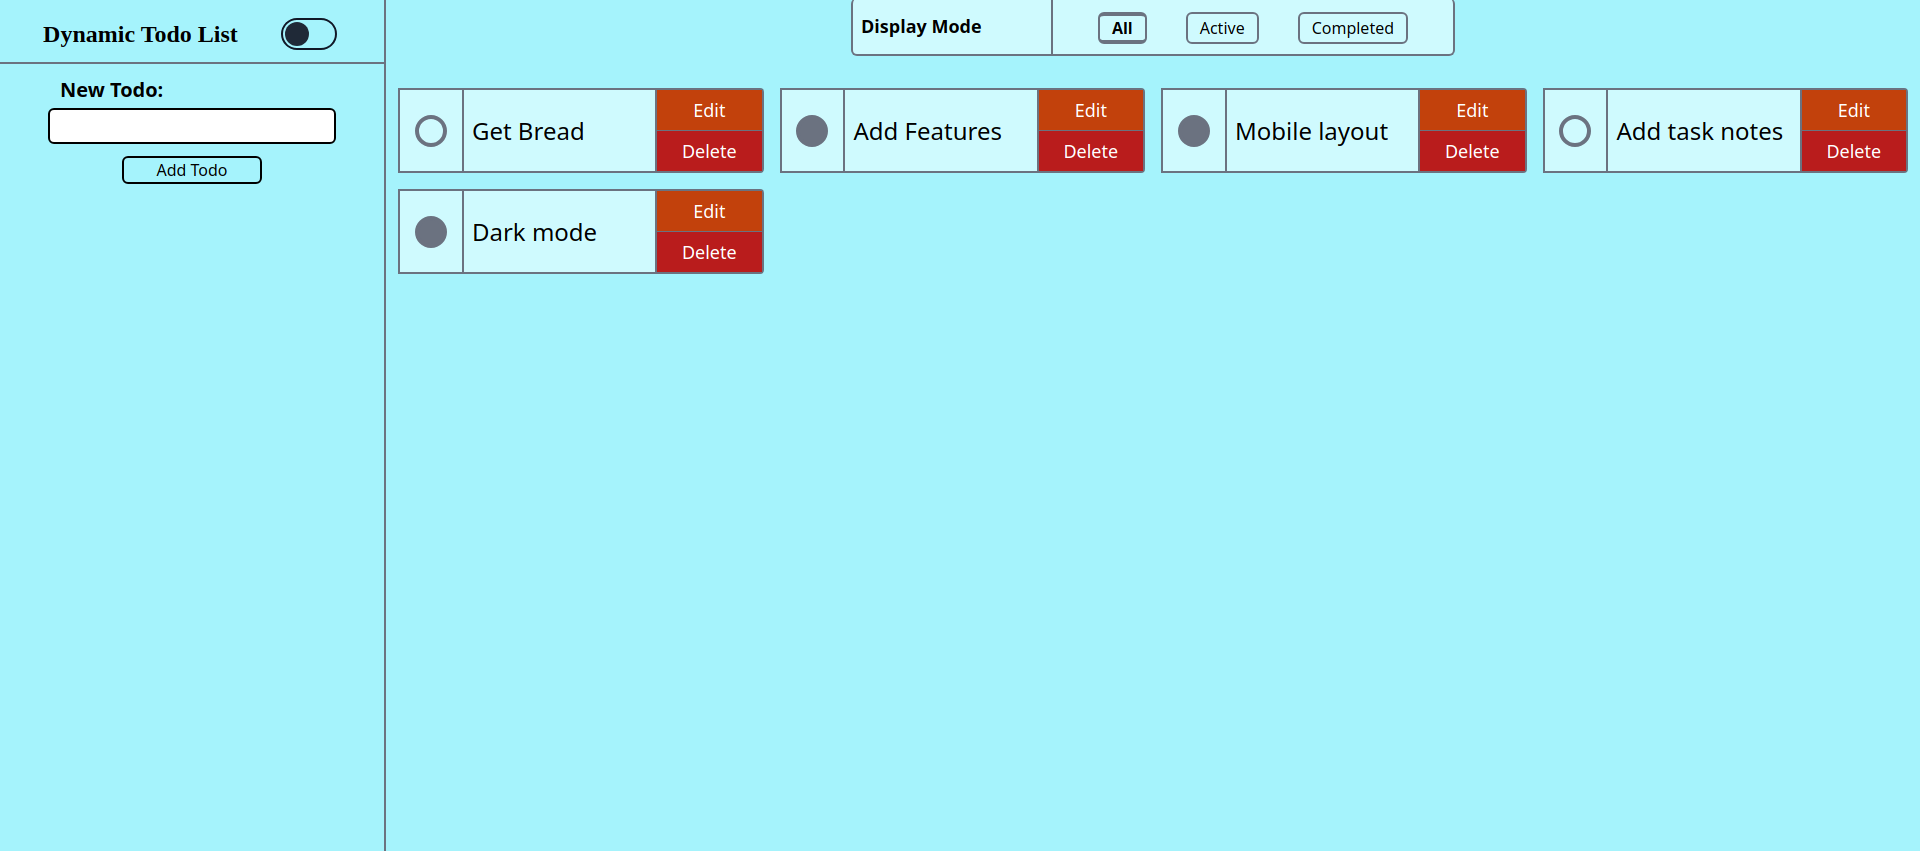 Dynamic Todo List
New Todo:
Add Todo
Display Mode
All
Active
Completed
Get Bread
Edit
Delete
Add Features
Edit
Delete
Mobile layout
Edit
Delete
Add task notes
Edit
Delete
Dark mode
Edit
Delete